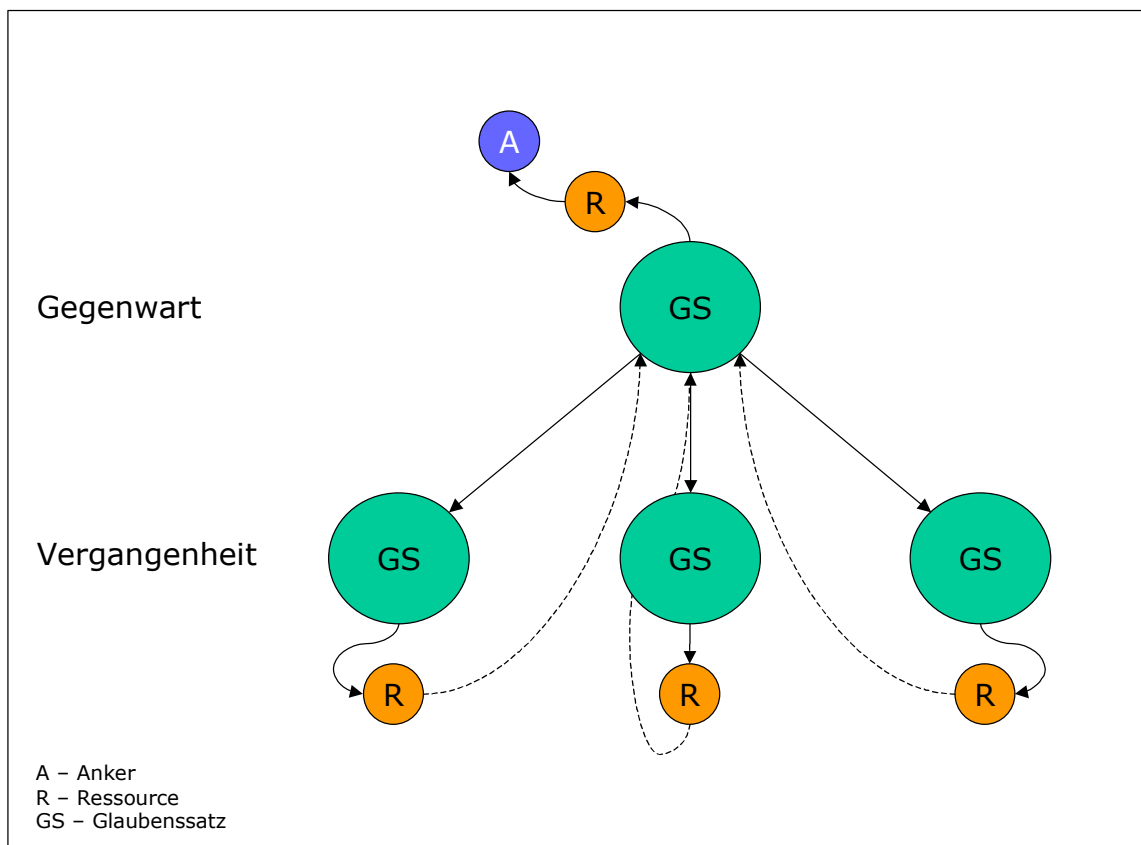 A
R
Gegenwart
GS
Vergangenheit
GS
GS
GS
R
R
R
A – Anker
R – Ressource
GS – Glaubenssatz